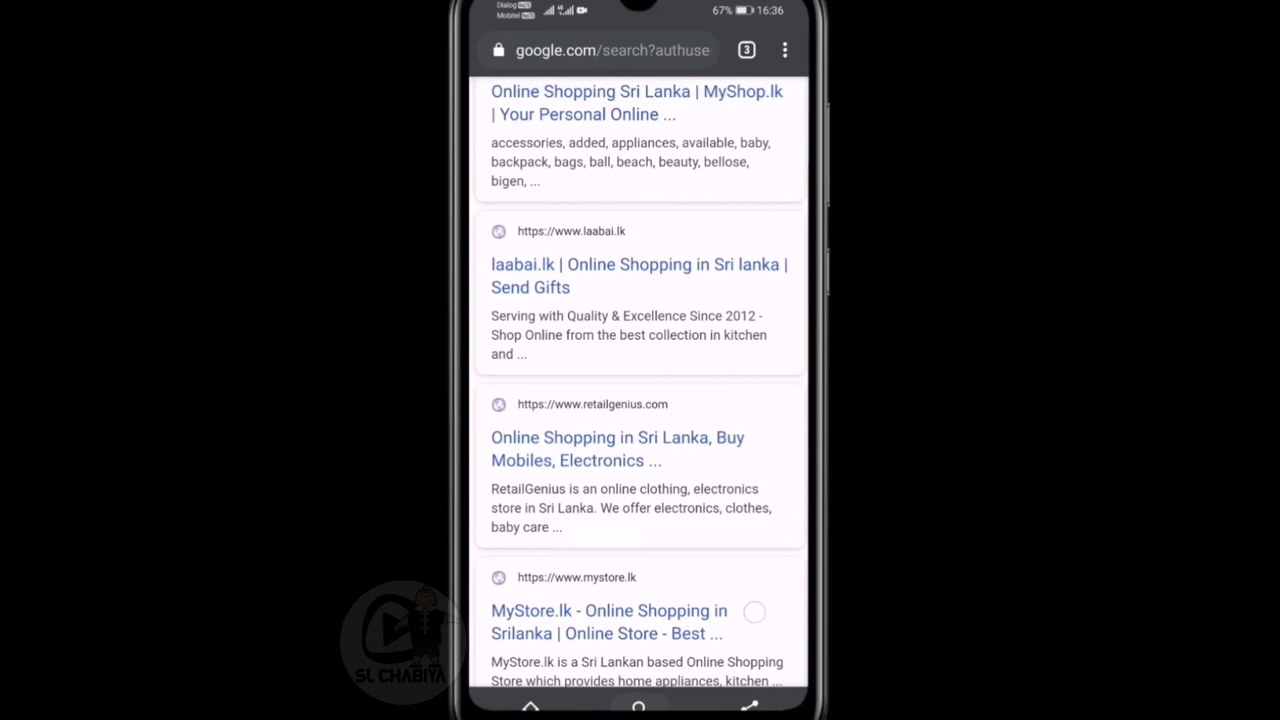 Dialog
Mobitel
67% 16:36
google.com/search?authuse
3
Online Shopping Sri Lanka | MyShop.lk
| Your Personal Online ...
accessories, added, appliances, available, baby,
backpack, bags, ball, beach, beauty, bellose,
bigen, ...
https://www.laabai.lk
laabai.lk | Online Shopping in Sri lanka |
Send Gifts
Serving with Quality & Excellence Since 2012 -
Shop Online from the best collection in kitchen
and ...
https://www.retailgenius.com
Online Shopping in Sri Lanka, Buy
Mobiles, Electronics ...
RetailGenius is an online clothing, electronics
store in Sri Lanka. We offer electronics, clothes,
baby care ...
https://www.mystore.lk
MyStore.lk - Online Shopping in
Srilanka | Online Store - Best ...
MyStore.lk is a Sri Lankan based Online Shopping
Store which provides home appliances, kitchen ...
SL CHABIYA